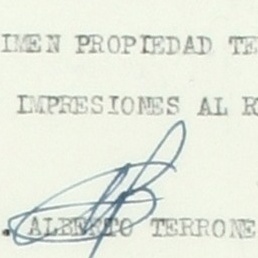 IMEN PROPIEDAD TE
IMPRESIONES AL R
. ALBERTO TERRONE